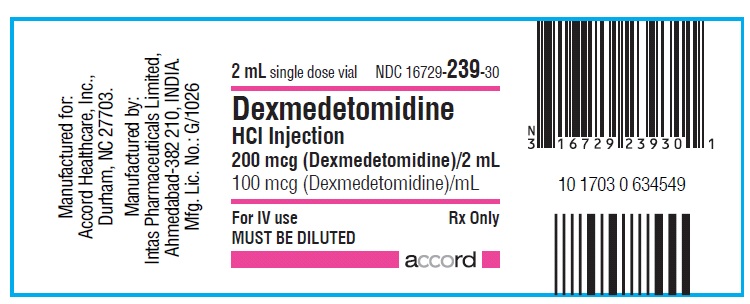 Manufactured for:
Accord Healthcare, Inc.,
Durham, NC 27703.
Manufactured by:
Intas Pharmaceuticals Limited,
Ahmedabad-382 210, INDIA.
Mfg. Lic. No.: G/1026
2 mL single dose vial NDC 16729-239-30
Dexmedetomidine
HCl Injection
200 mcg (Dexmedetomidine)/2 mL
100 mcg (Dexmedetomidine)/mL
For IV use Rx Only
MUST BE DILUTED
accord
N
3 16729 23930 1
10 1703 0 634549